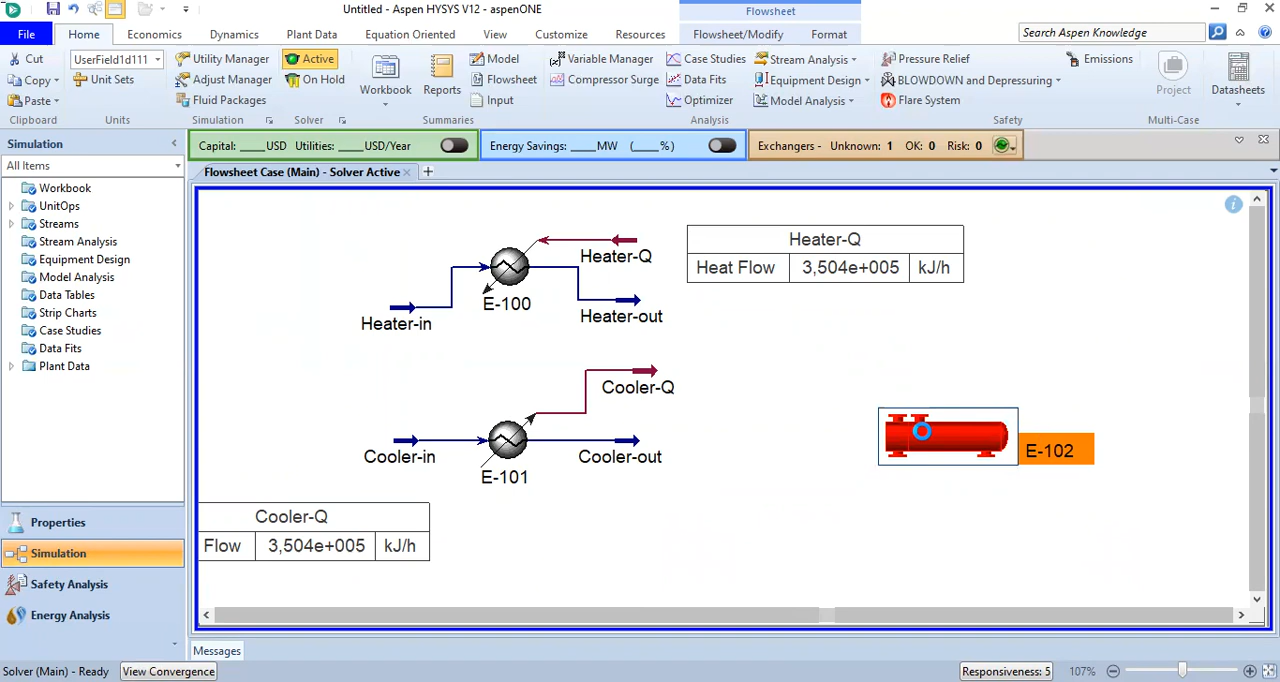 Untitled - Aspen HYSYS V12 - aspenONE
Flowsheet
File
Home
Economics
Dynamics
Plant Data
Equation Oriented
View
Customize
Resources
Flowsheet/Modify
Format
Search Aspen Knowledge
Cut
Copy
Paste
Clipboard
UserField1d111
Unit Sets
Units
Utility Manager
Adjust Manager
Fluid Packages
Simulation
Active
On Hold
Solver
Workbook
Reports
Model
Flowsheet
Input
Summaries
Variable Manager
Compressor Surge
Case Studies
Data Fits
Optimizer
Stream Analysis
Equipment Design
Model Analysis
Analysis
Pressure Relief
BLOWDOWN and Depressuring
Flare System
Safety
Emissions
Project
Multi-Case
Datasheets
Simulation
Capital: ____USD Utilities: ____USD/Year
Energy Savings: ____MW (____%)
Exchangers - Unknown: 1 OK: 0 Risk: 0
All Items
Flowsheet Case (Main) - Solver Active
Workbook
UnitOps
Streams
Stream Analysis
Equipment Design
Model Analysis
Data Tables
Strip Charts
Case Studies
Data Fits
Plant Data
Heater-Q
E-100
Heater-in
Heater-out
Heater-Q
Heat Flow 3,504e+005 kJ/h
Cooler-Q
Cooler-in
Cooler-out
E-101
E-102
Cooler-Q
Flow 3,504e+005 kJ/h
Properties
Simulation
Safety Analysis
Energy Analysis
Messages
Solver (Main) - Ready
View Convergence
Responsiveness: 5
107%